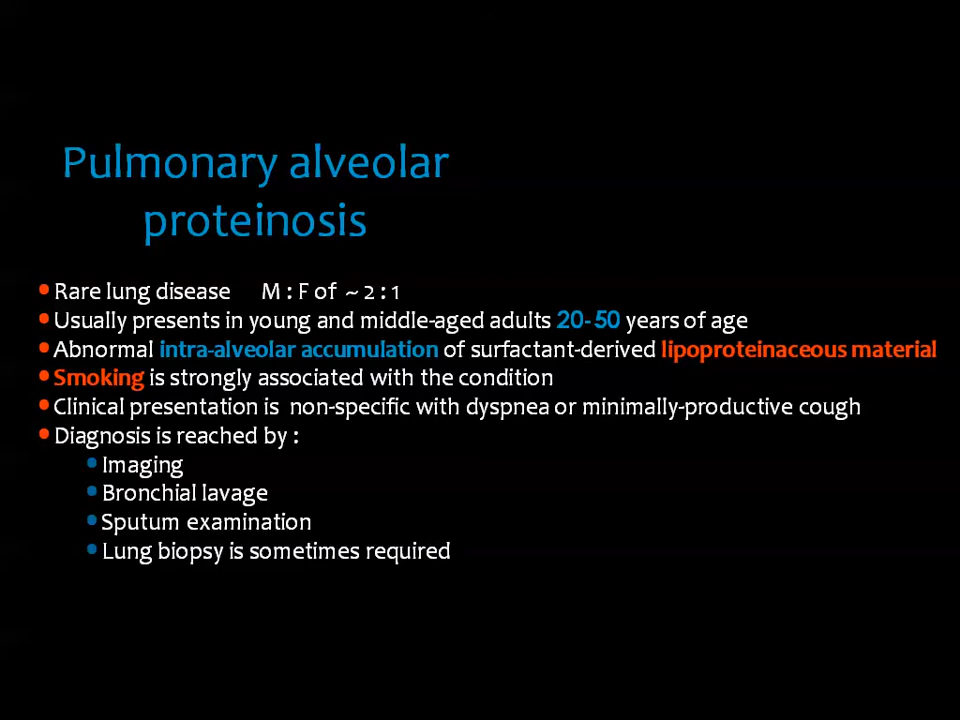 Pulmonary alveolar
proteinosis
• Rare lung disease M : F of ~ 2 : 1
• Usually presents in young and middle-aged adults 20-50 years of age
• Abnormal intra-alveolar accumulation of surfactant-derived lipoproteinaceous material
• Smoking is strongly associated with the condition
• Clinical presentation is non-specific with dyspnea or minimally-productive cough
• Diagnosis is reached by :
• Imaging
• Bronchial lavage
• Sputum examination
• Lung biopsy is sometimes required